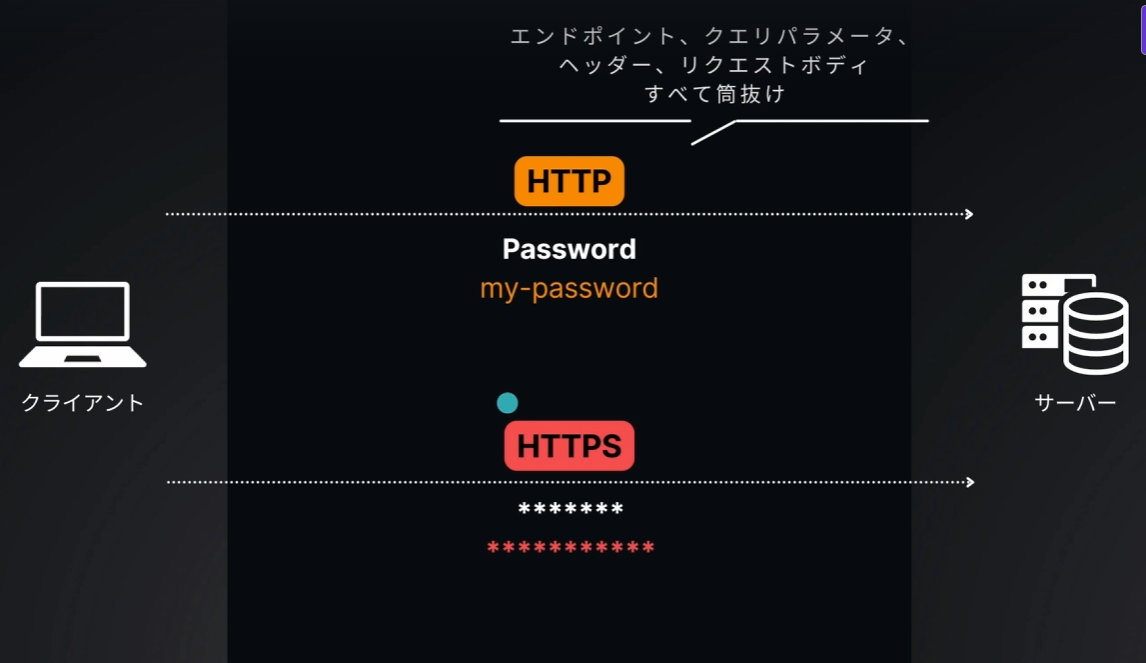 エンドポイント、クエリパラメータ、
ヘッダー、リクエストボディ
すべて筒抜け
HTTP
Password
my-password
クライアント
サーバー
HTTPS
*******
***********